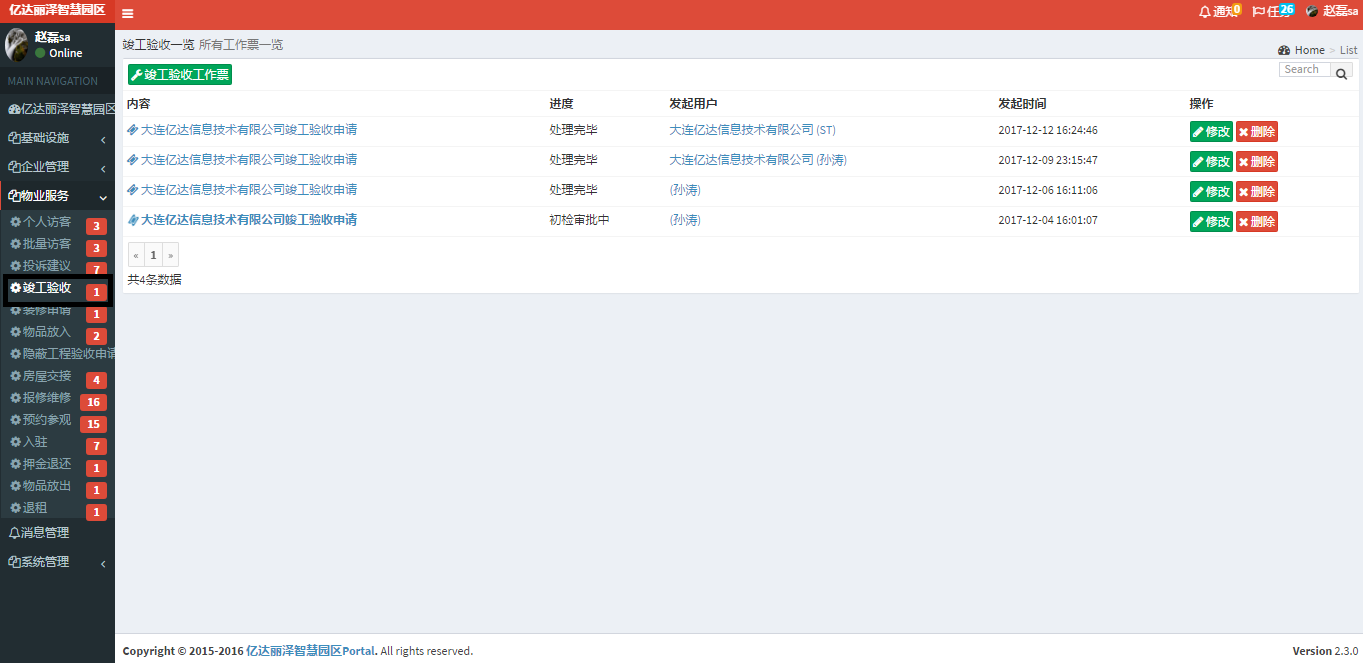 亿达丽泽智慧园区
通知 0 任务 26 赵磊sa
赵磊sa
Online
MAIN NAVIGATION
亿达丽泽智慧园区
基础设施
企业管理
物业服务
个人访客 3
批量访客 3
投诉建议 7
竣工验收 1
装修申请 1
物品放入 2
隐蔽工程验收申请
房屋交接 4
报修维修 16
预约参观 15
入驻 7
押金退还 1
物品放出 1
退租 1
消息管理
系统管理
竣工验收一览 所有工作票一览
Home > List
竣工验收工作票
Search
内容 进度 发起用户 发起时间 操作
大连亿达信息技术有限公司竣工验收申请 处理完毕 大连亿达信息技术有限公司 (ST) 2017-12-12 16:24:46 修改 删除
大连亿达信息技术有限公司竣工验收申请 处理完毕 大连亿达信息技术有限公司 (孙涛) 2017-12-09 23:15:47 修改 删除
大连亿达信息技术有限公司竣工验收申请 处理完毕 (孙涛) 2017-12-06 16:11:06 修改 删除
大连亿达信息技术有限公司竣工验收申请 初检审批中 (孙涛) 2017-12-04 16:01:07 修改 删除
« 1 »
共4条数据
Copyright © 2015-2016 亿达丽泽智慧园区Portal. All rights reserved.
Version 2.3.0